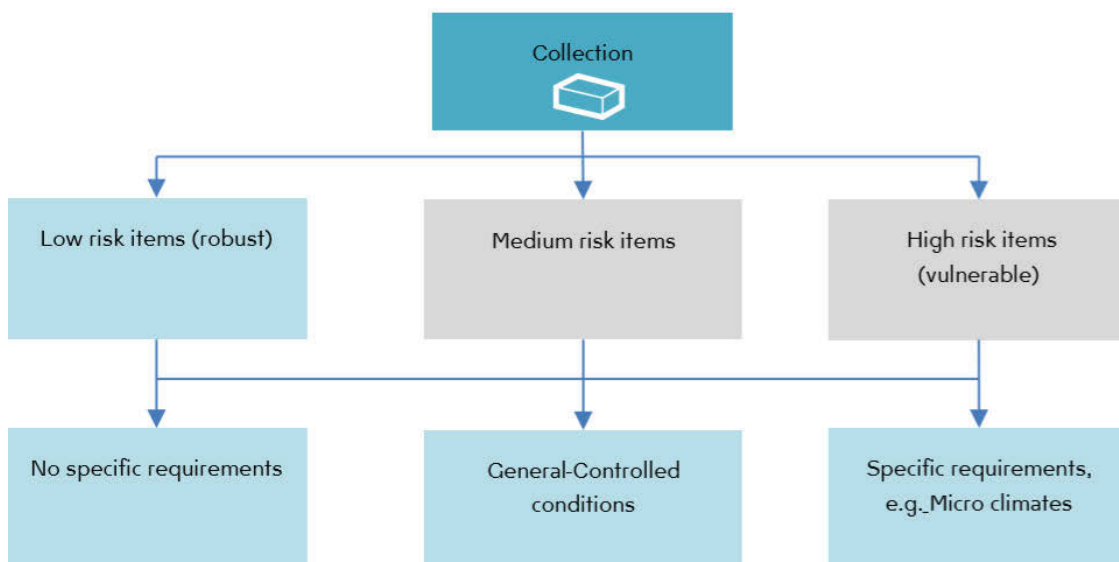 Collection
Low risk items (robust)
Medium risk items
High risk items
(vulnerable)
No specific requirements
General-Controlled
conditions
Specific requirements,
e.g._Micro climates